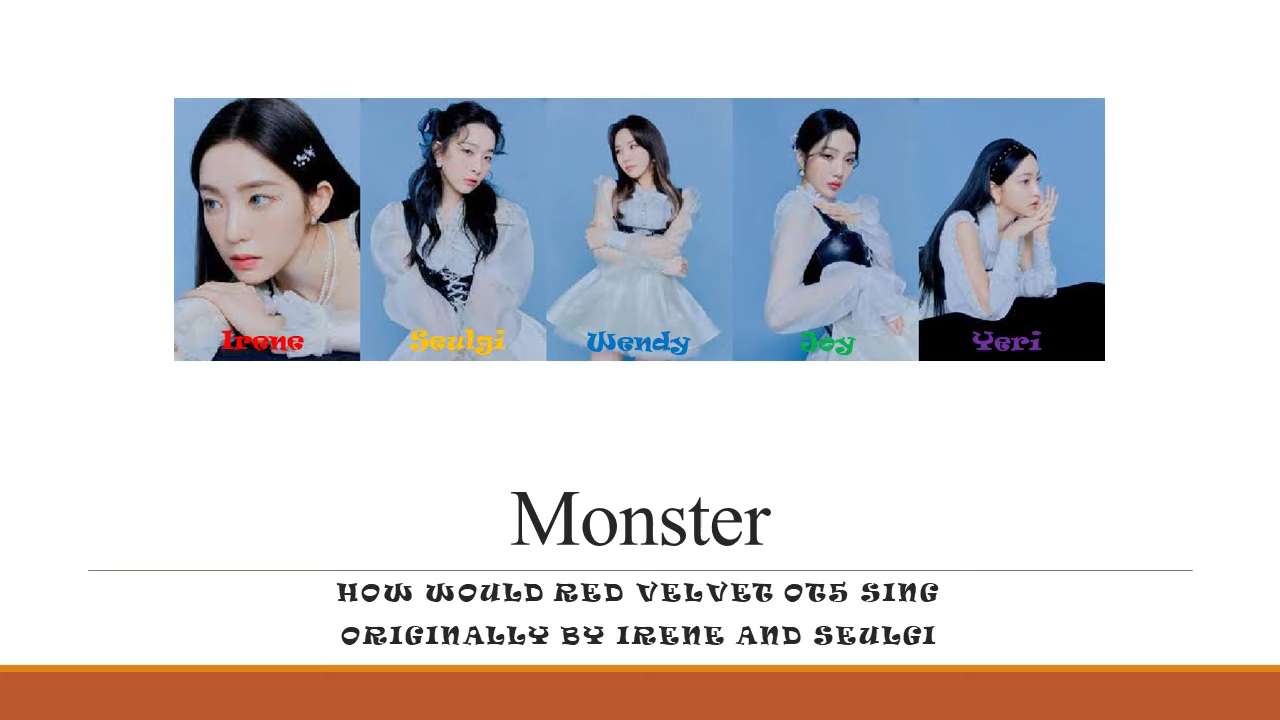 Irene Seulgi Wendy Joy Yeri
Monster
HOW WOULD RED VELVET OT5 SING
ORIGINALLY BY IRENE AND SEULGI